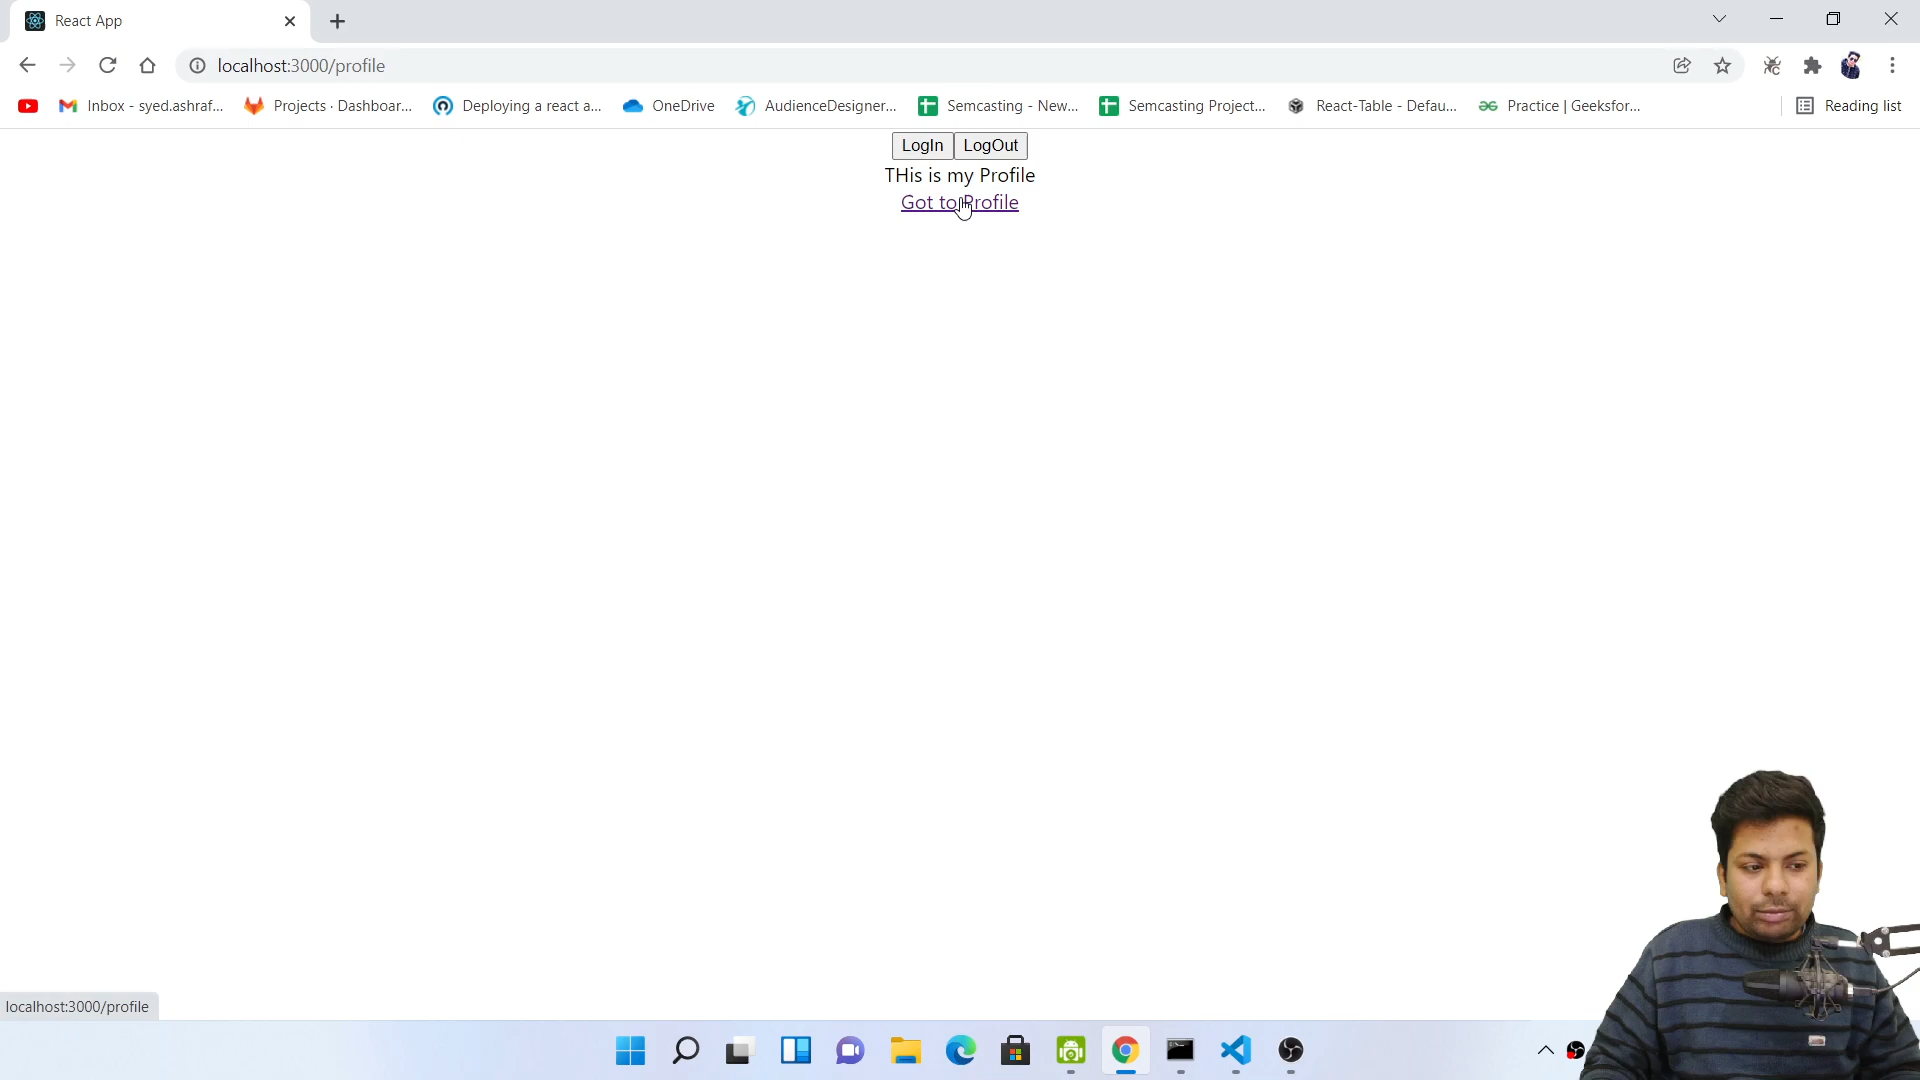 React App
localhost:3000/profile
Inbox - syed.ashraf... Projects · Dashboar... Deploying a react a... OneDrive AudienceDesigner... Semcasting - New... Semcasting Project... React-Table - Defau... Practice | Geeksfor... Reading list
LogIn LogOut
THis is my Profile
Got to Profile
localhost:3000/profile